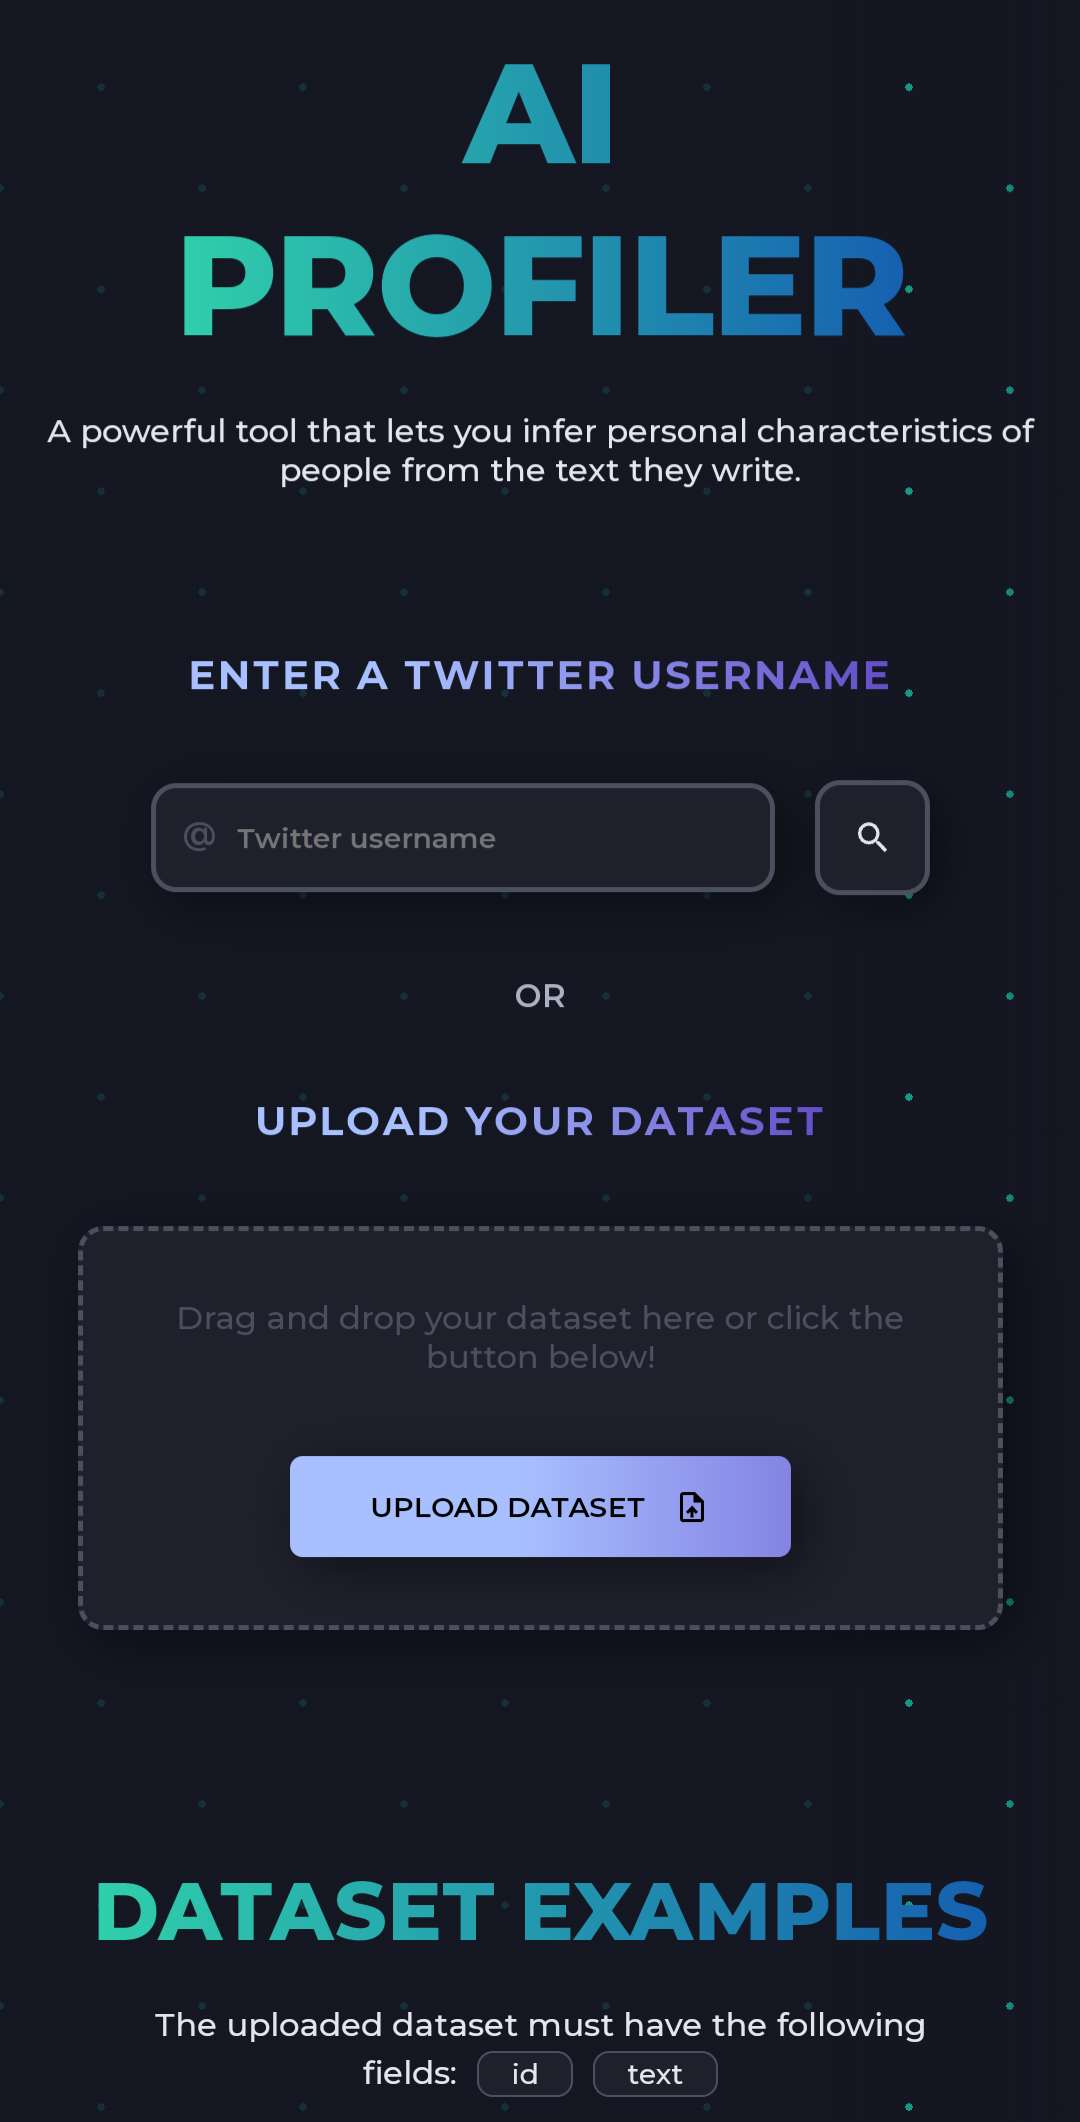 AI
PROFILER
A powerful tool that lets you infer personal characteristics of
people from the text they write.
ENTER A TWITTER USERNAME
@ Twitter username
OR
UPLOAD YOUR DATASET
Drag and drop your dataset here or click the
button below!
UPLOAD DATASET
DATASET EXAMPLES
The uploaded dataset must have the following
fields: id text